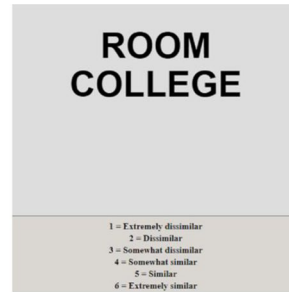 ROOM
COLLEGE
1 = Extremely dissimilar
2 = Dissimilar
3 = Somewhat dissimilar
4 = Somewhat similar
5 = Similar
6 = Extremely similar